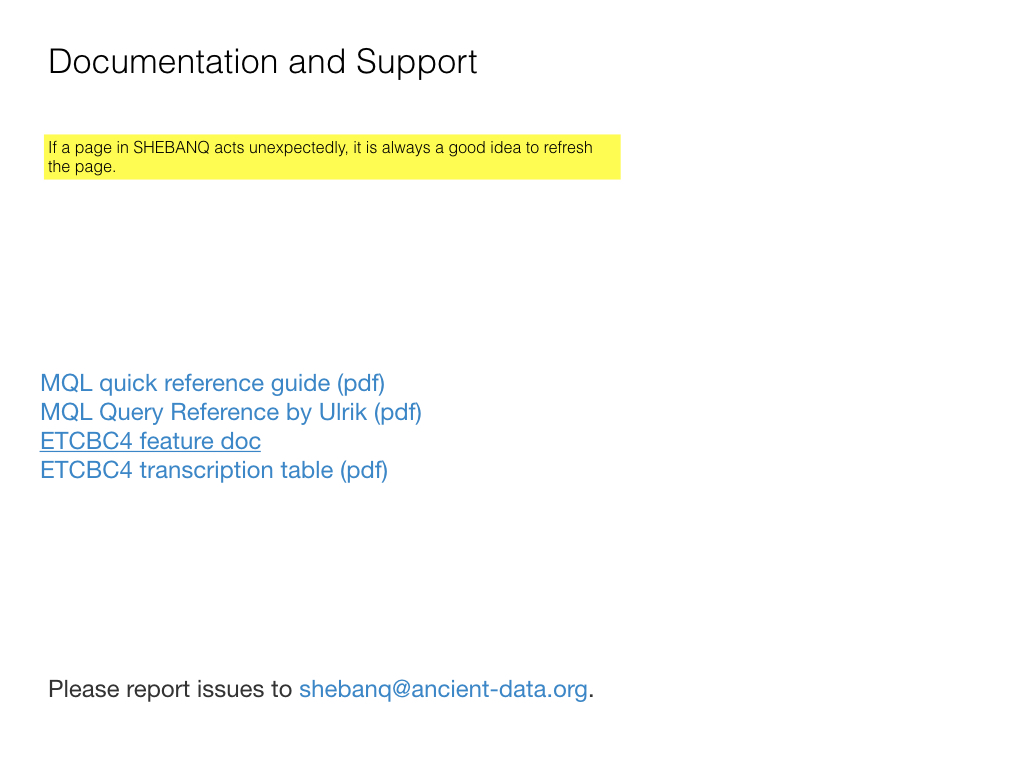 Documentation and Support
If a page in SHEBANQ acts unexpectedly, it is always a good idea to refresh
the page.
MQL quick reference guide (pdf)
MQL Query Reference by Ulrik (pdf)
ETCBC4 feature doc
ETCBC4 transcription table (pdf)
Please report issues to shebanq@ancient-data.org.